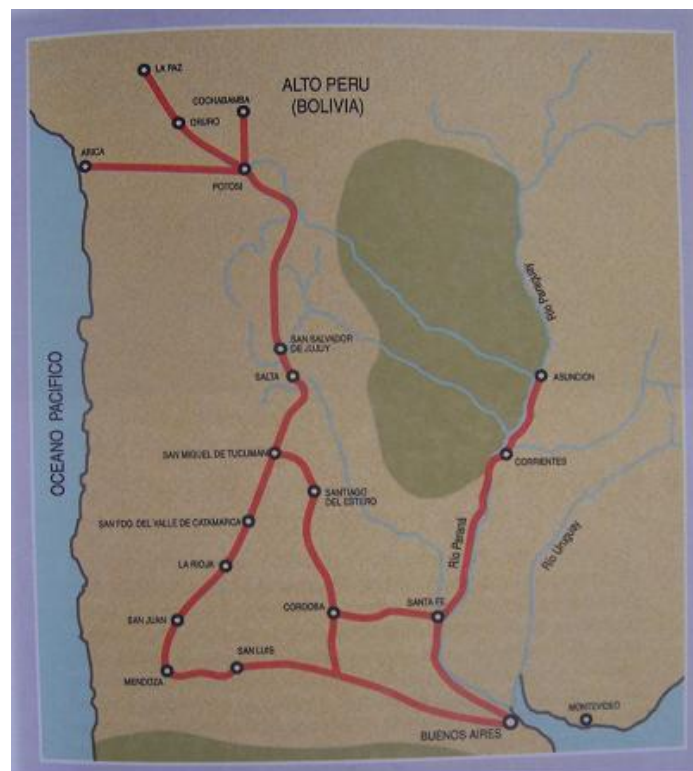 LA PAZ
ALTO PERU
(BOLIVIA)
COCHABAMBA
ORURO
ARICA
POTOSI
Río Paraguay
SAN SALVADOR
DE JUJUY
SALTA
ASUNCION
OCEANO PACIFICO
SAN MIGUEL DE TUCUMAN
CORRIENTES
SANTIAGO
DEL ESTERO
SAN FDO. DEL VALLE DE CATAMARCA
Río Paraná
Río Uruguay
LA RIOJA
CORDOBA
SANTA FE
SAN JUAN
SAN LUIS
MENDOZA
MONTEVIDEO
BUENOS AIRES